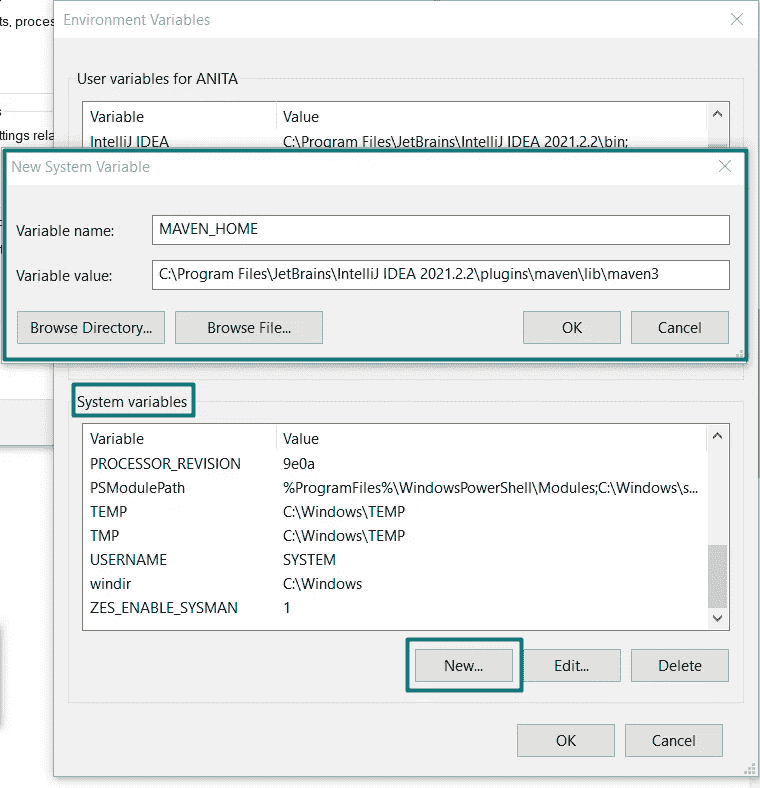 ts, proces
Environment Variables
User variables for ANITA
Variable Value
IntelliJ IDEA C:\Program Files\JetBrains\IntelliJ IDEA 2021.2.2\bin;
ttings rela
New System Variable
Variable name: MAVEN_HOME
Variable value: C:\Program Files\JetBrains\IntelliJ IDEA 2021.2.2\plugins\maven\lib\maven3
Browse Directory... Browse File... OK Cancel
System variables
Variable Value
PROCESSOR_REVISION 9e0a
PSModulePath %ProgramFiles%\WindowsPowerShell\Modules;C:\Windows\s...
TEMP C:\Windows\TEMP
TMP C:\Windows\TEMP
USERNAME SYSTEM
windir C:\Windows
ZES_ENABLE_SYSMAN 1
New... Edit... Delete
OK Cancel